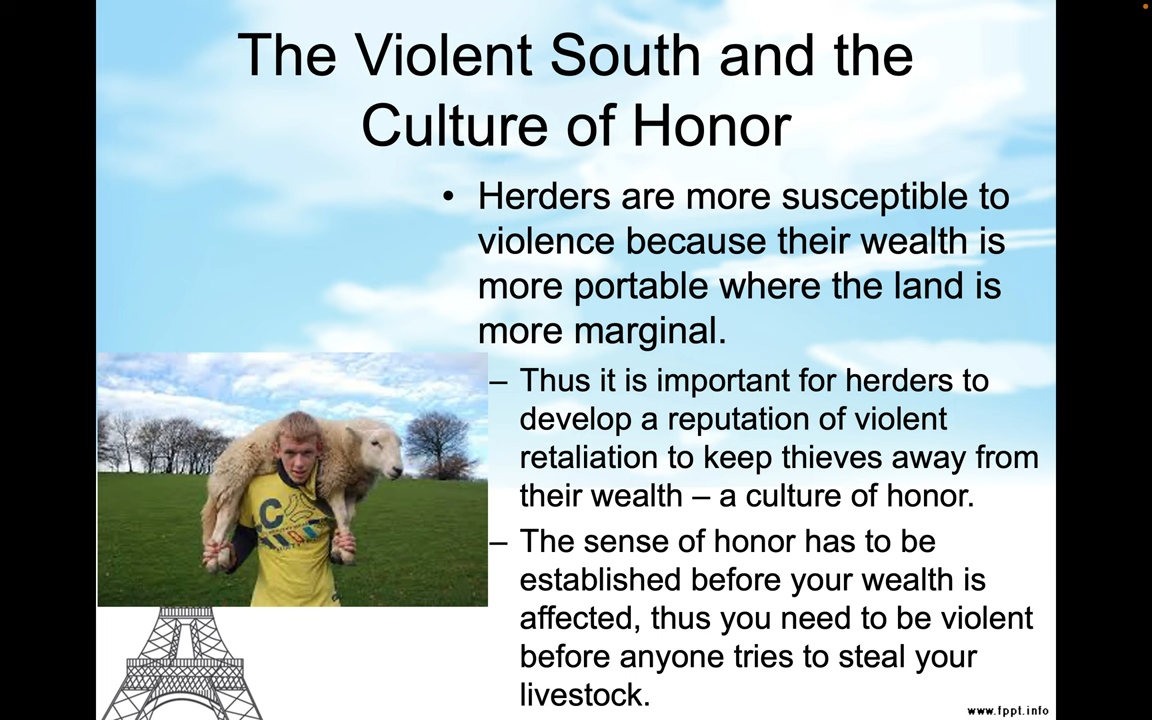 The Violent South and the
Culture of Honor
• Herders are more susceptible to
violence because their wealth is
more portable where the land is
more marginal.
– Thus it is important for herders to
develop a reputation of violent
retaliation to keep thieves away from
their wealth – a culture of honor.
– The sense of honor has to be
established before your wealth is
affected, thus you need to be violent
before anyone tries to steal your
livestock.
www.fppt.info